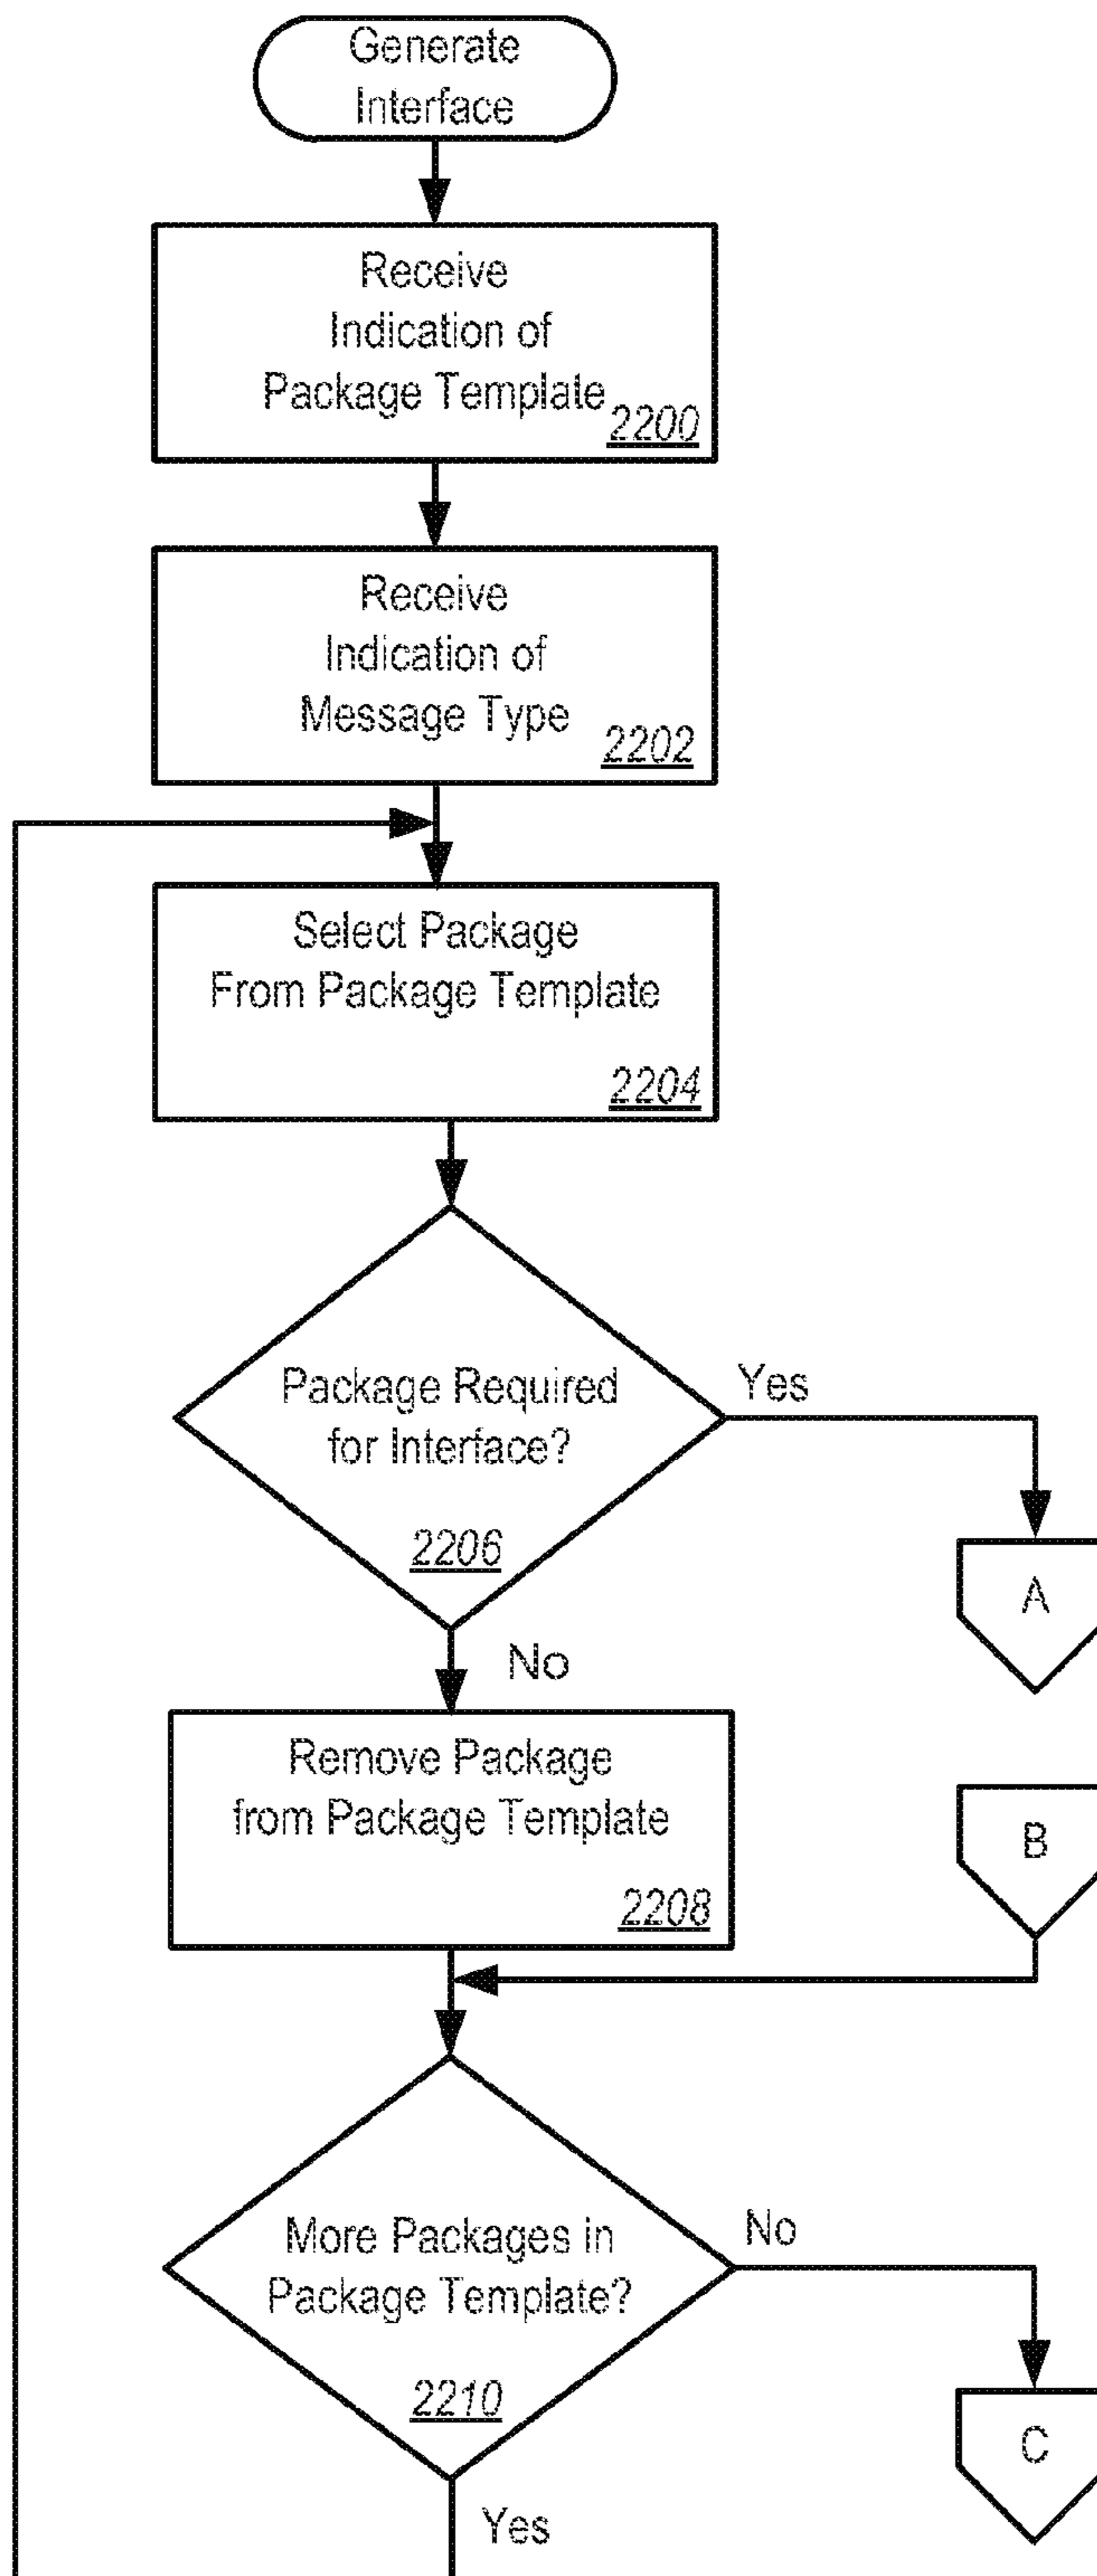 Generate
Interface
Receive
Indication of
Package Template
2200
Receive
Indication of
Message Type
2202
Select Package
From Package Template
2204
Package Required
for Interface?
2206
Yes
A
No
Remove Package
from Package Template
2208
B
More Packages in
Package Template?
2210
No
C
Yes